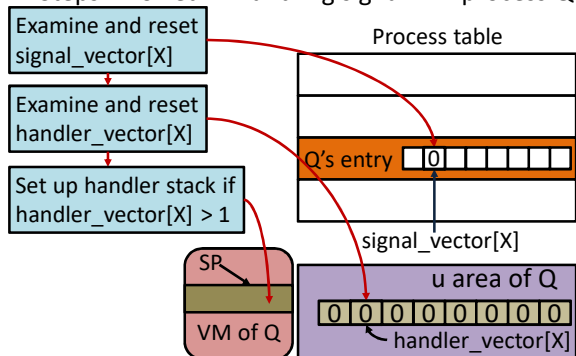 Examine and reset
signal_vector[X]
Process table
Examine and reset
handler_vector[X]
Q's entry
0
Set up handler stack if
handler_vector[X] > 1
signal_vector[X]
SP
u area of Q
0 0 0 0 0 0 0 0
VM of Q
handler_vector[X]